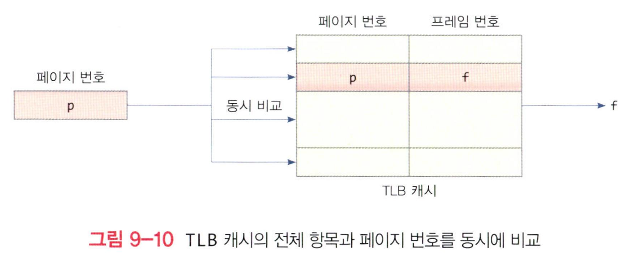 페이지 번호 프레임 번호
페이지 번호
p
p f
동시 비교
f
TLB 캐시
그림 9-10 TLB 캐시의 전체 항목과 페이지 번호를 동시에 비교